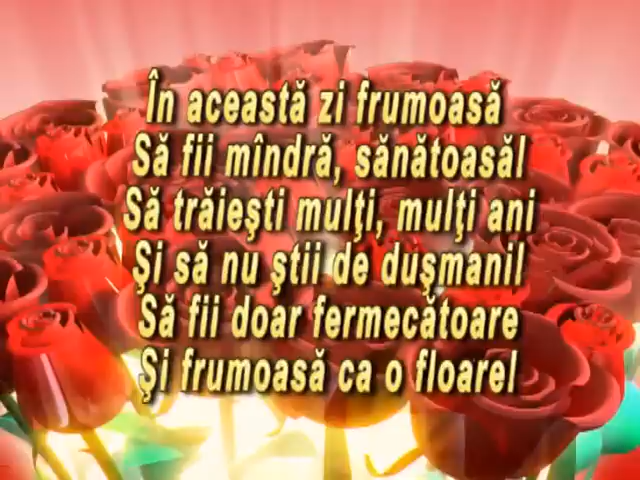 În această zi frumoasă
Să fii mîndră, sănătoasă!
Să trăieşti mulţi, mulţi ani
Şi să nu ştii de duşmani!
Să fii doar fermecătoare
Şi frumoasă ca o floare!